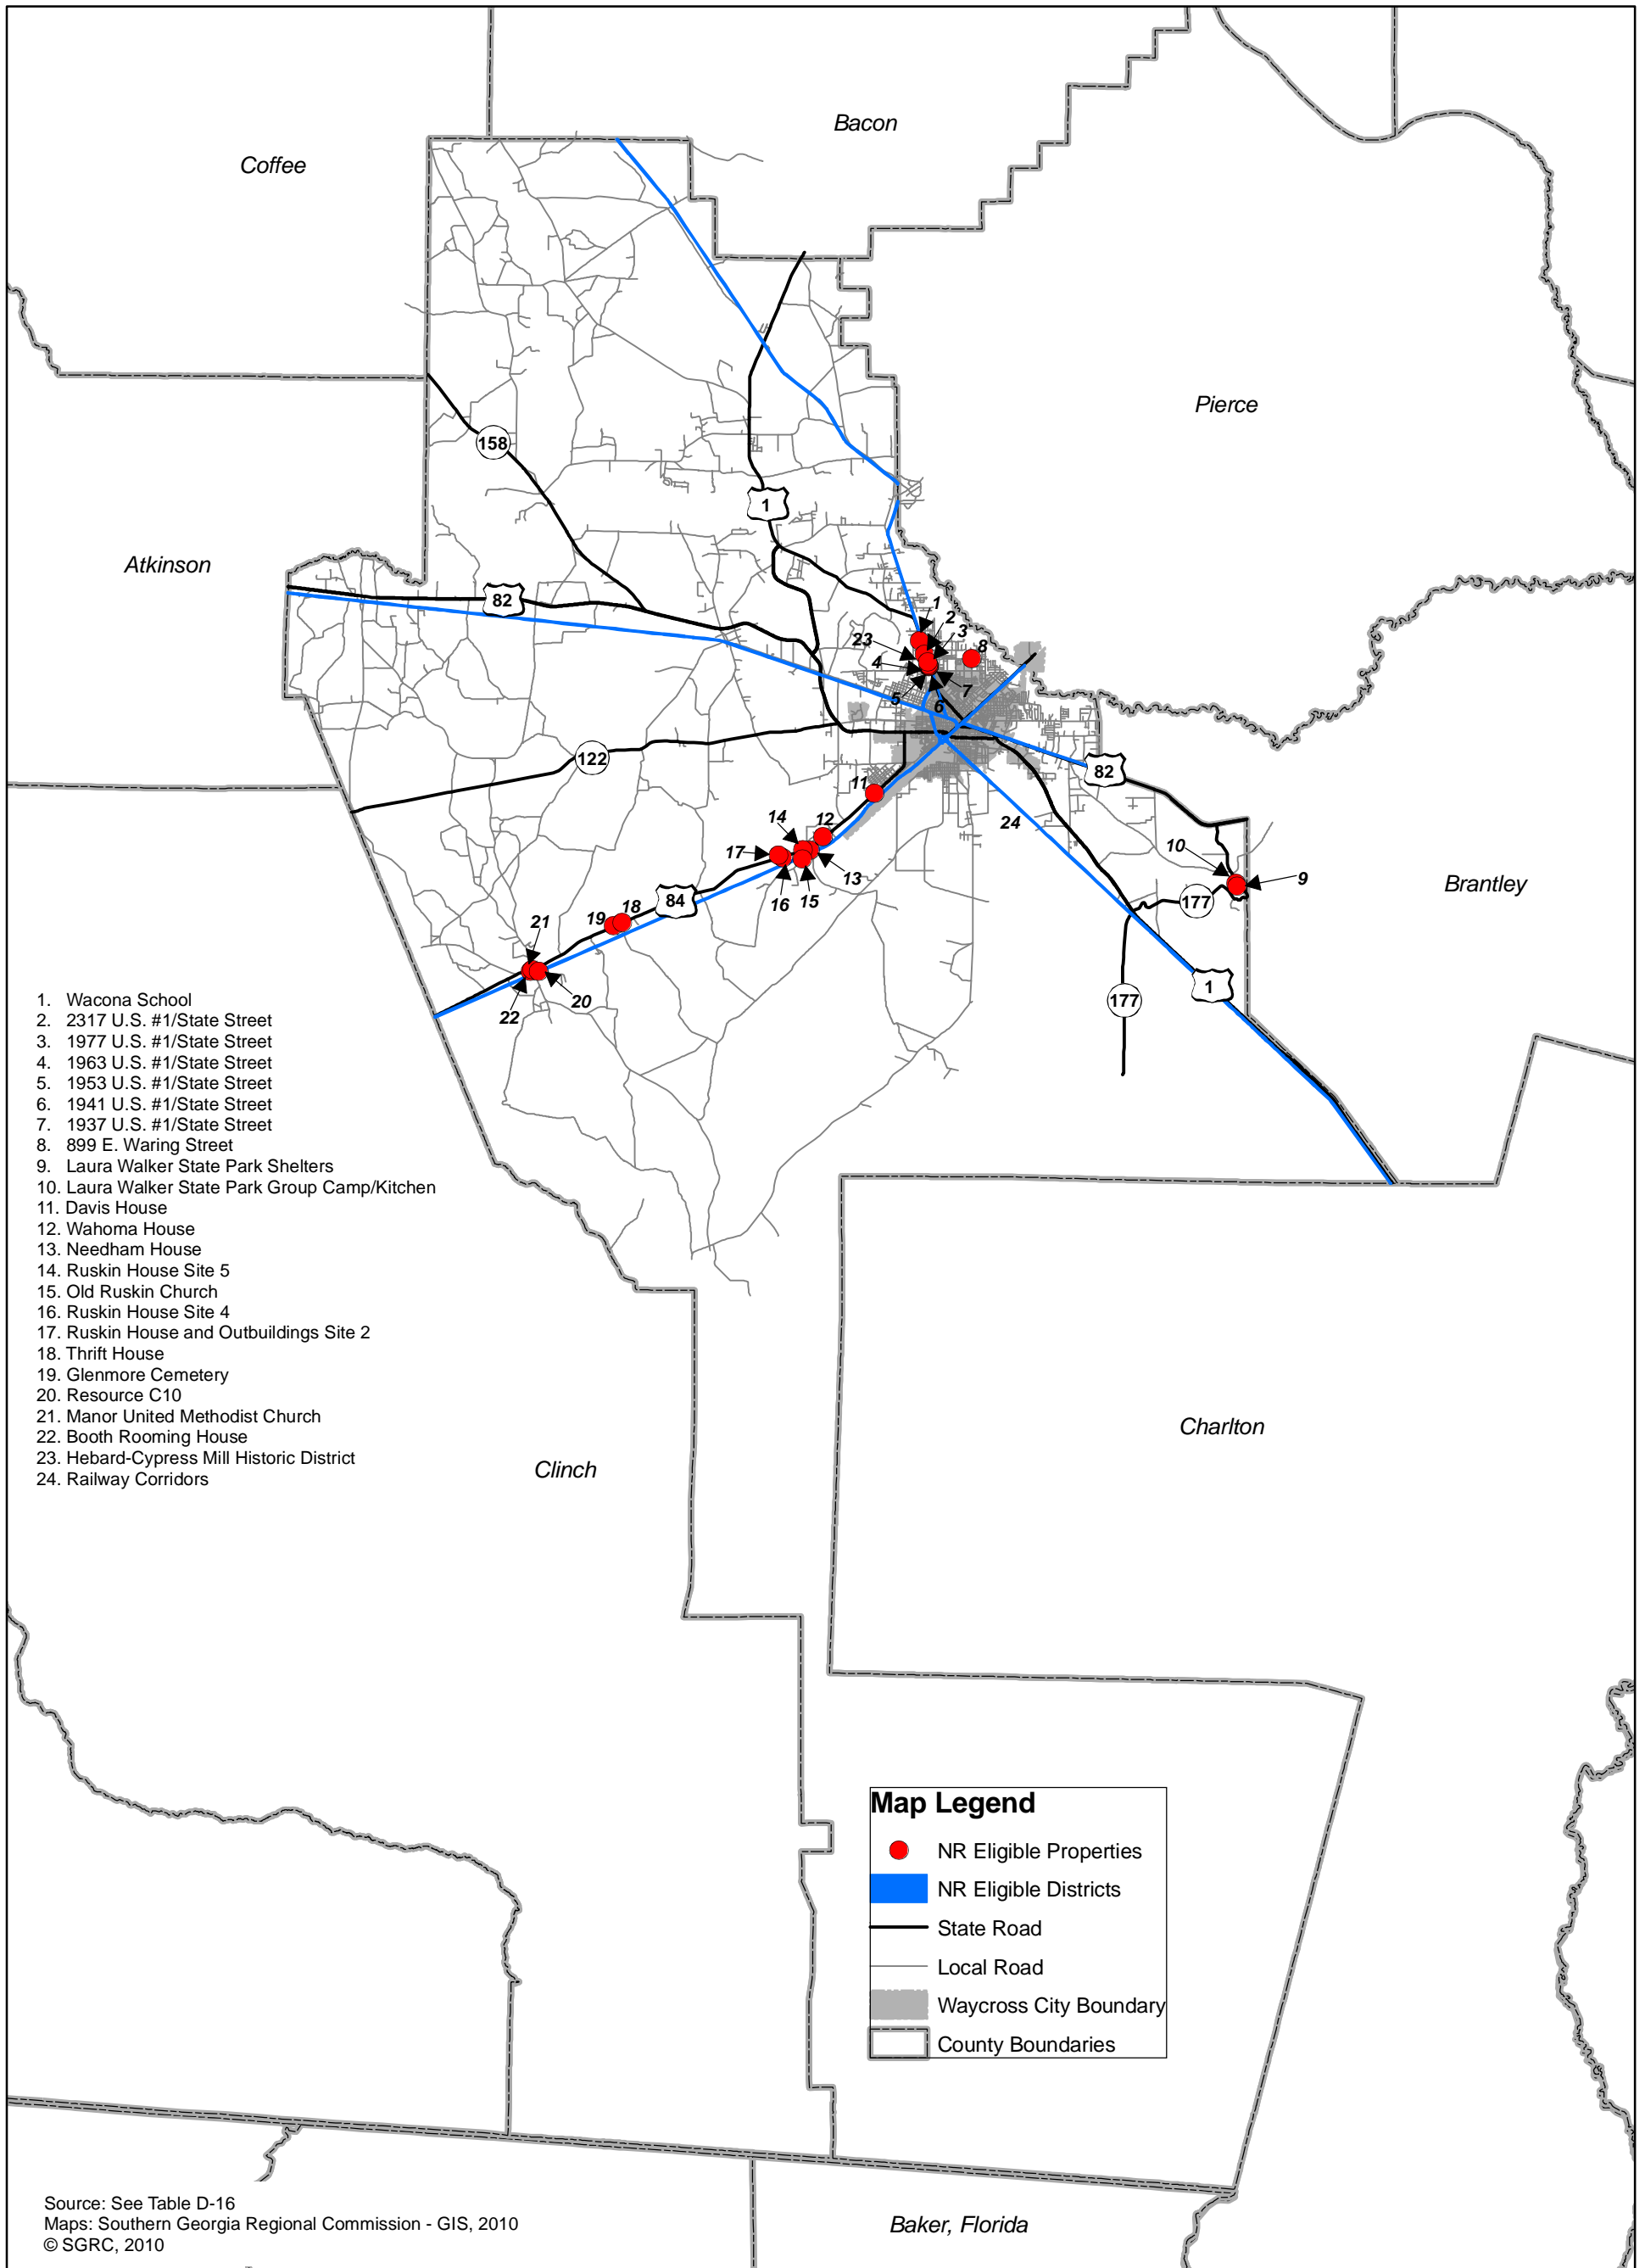 Bacon
Coffee
Pierce
158
1
Atkinson
82
1
2
3
23
8
4
7
5
6
122
82
11
24
14
12
10
17
13
9
Brantley
16
15
177
84
18
19
21
1
177
20
22
1. Wacona School
2. 2317 U.S. #1/State Street
3. 1977 U.S. #1/State Street
4. 1963 U.S. #1/State Street
5. 1953 U.S. #1/State Street
6. 1941 U.S. #1/State Street
7. 1937 U.S. #1/State Street
8. 899 E. Waring Street
9. Laura Walker State Park Shelters
10. Laura Walker State Park Group Camp/Kitchen
11. Davis House
12. Wahoma House
13. Needham House
14. Ruskin House Site 5
15. Old Ruskin Church
16. Ruskin House Site 4
17. Ruskin House and Outbuildings Site 2
18. Thrift House
19. Glenmore Cemetery
20. Resource C10
21. Manor United Methodist Church
22. Booth Rooming House
23. Hebard-Cypress Mill Historic District
24. Railway Corridors
Charlton
Clinch
Map Legend
NR Eligible Properties
NR Eligible Districts
State Road
Local Road
Waycross City Boundary
County Boundaries
Source: See Table D-16
Maps: Southern Georgia Regional Commission - GIS, 2010
© SGRC, 2010
Baker, Florida